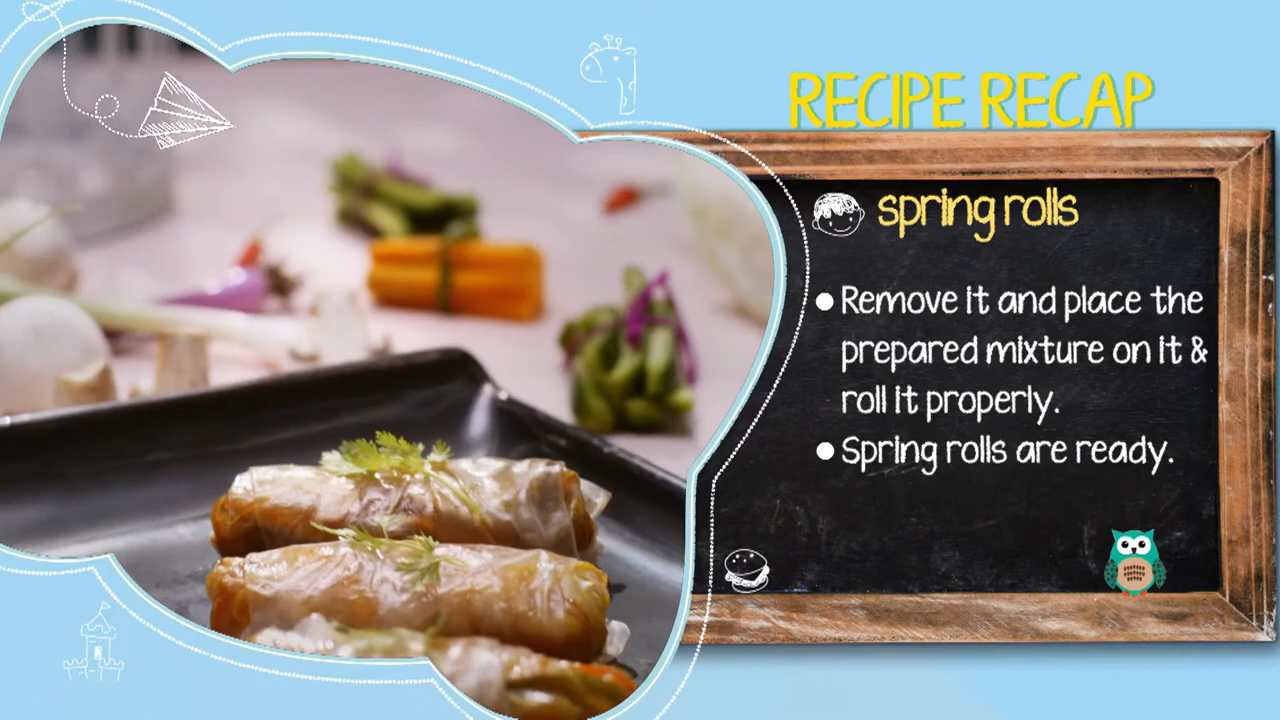 RECIPE RECAP
spring rolls
● Remove it and place the
prepared mixture on it &
roll it properly.
● Spring rolls are ready.